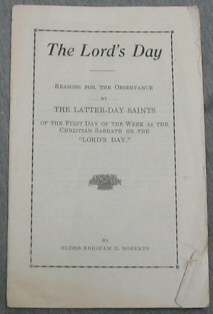 The Lord's Day
Reasons for the Observance
by
THE LATTER-DAY SAINTS
of the First Day of the Week as the
Christian Sabbath or the
"Lord's Day."
By
Elder Brigham H. Roberts